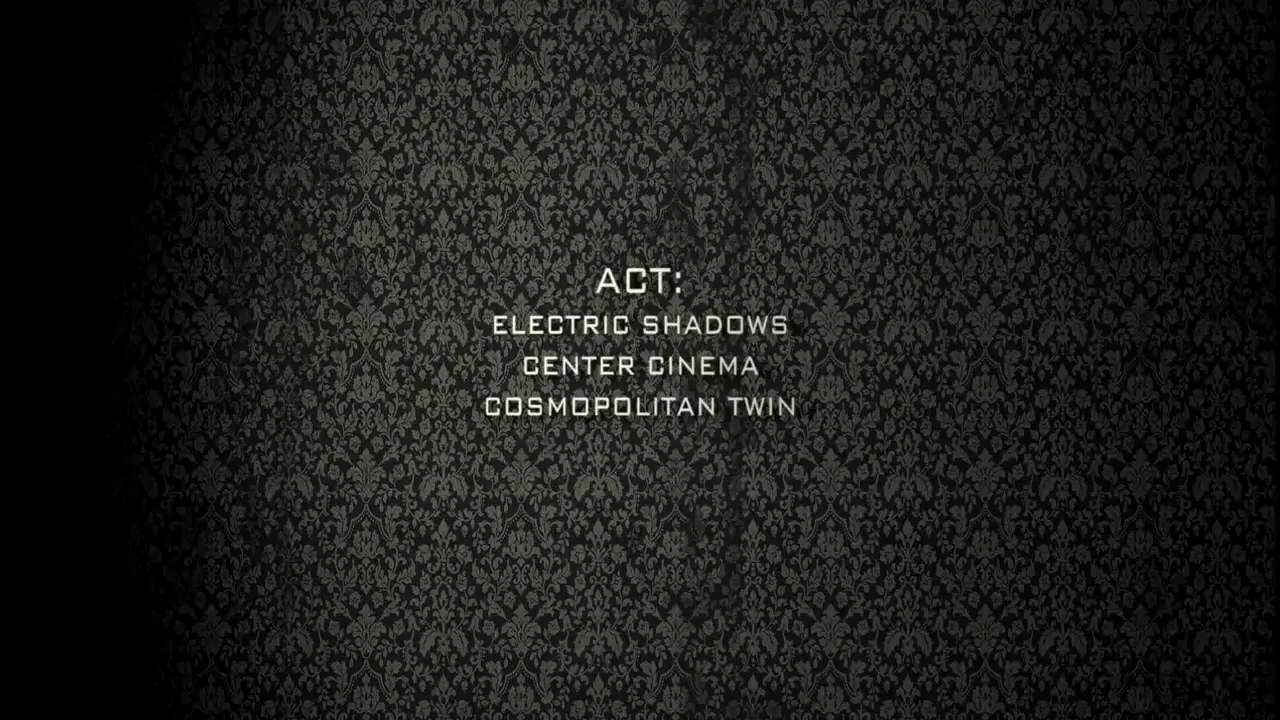 ACT:
ELECTRIC SHADOWS
CENTER CINEMA
COSMOPOLITAN TWIN